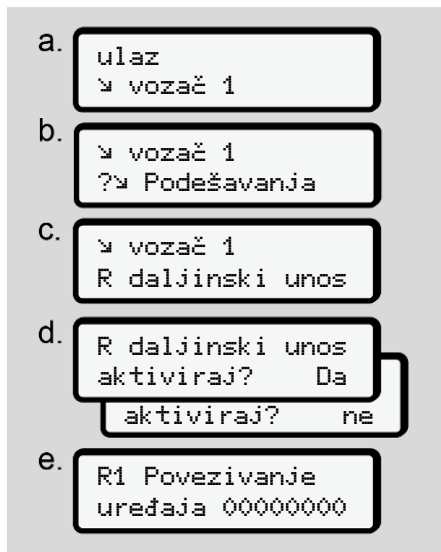 a.
ulaz
↘ vozač 1
b.
↘ vozač 1
?↘ Podešavanja
c.
↘ vozač 1
R daljinski unos
d.
R daljinski unos
aktiviraj? Da
aktiviraj? ne
e.
R1 Povezivanje
uređaja 00000000